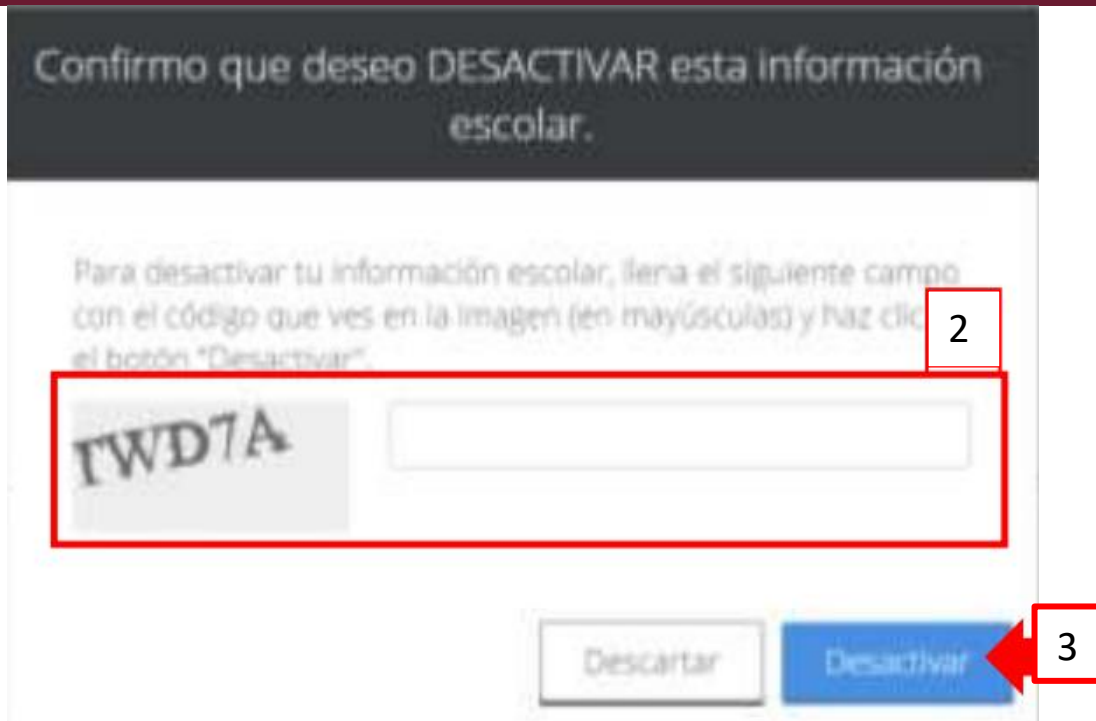 Confirmo que deseo DESACTIVAR esta información
escolar.
Para desactivar tu información escolar, llena el siguiente campo
con el código que ves en la imagen (en mayúsculas) y haz clic
2
el botón "Desactivar".
WD7A
Descartar
Desactivar
3